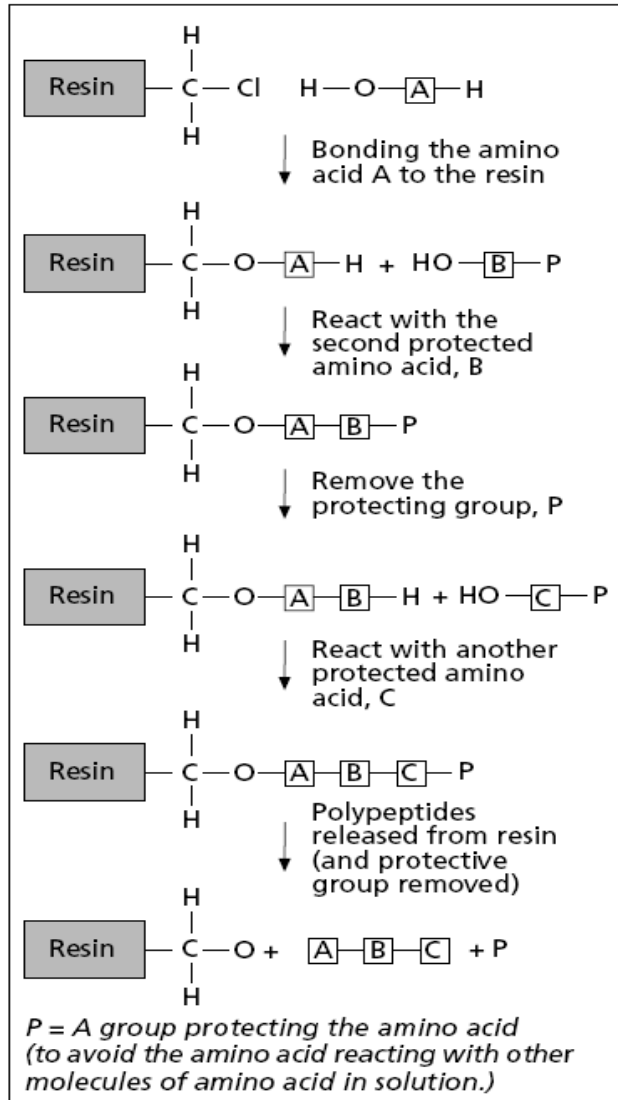 H
Resin C Cl H O A H
H
Bonding the amino
acid A to the resin
H
Resin C O A H + HO B P
H
React with the
second protected
amino acid, B
H
Resin C O A B P
H
Remove the
protecting group, P
H
Resin C O A B H + HO C P
H
React with another
protected amino
acid, C
H
Resin C O A B C P
H
Polypeptides
released from resin
(and protective
group removed)
H
Resin C O + A B C + P
H
P = A group protecting the amino acid
(to avoid the amino acid reacting with other
molecules of amino acid in solution.)